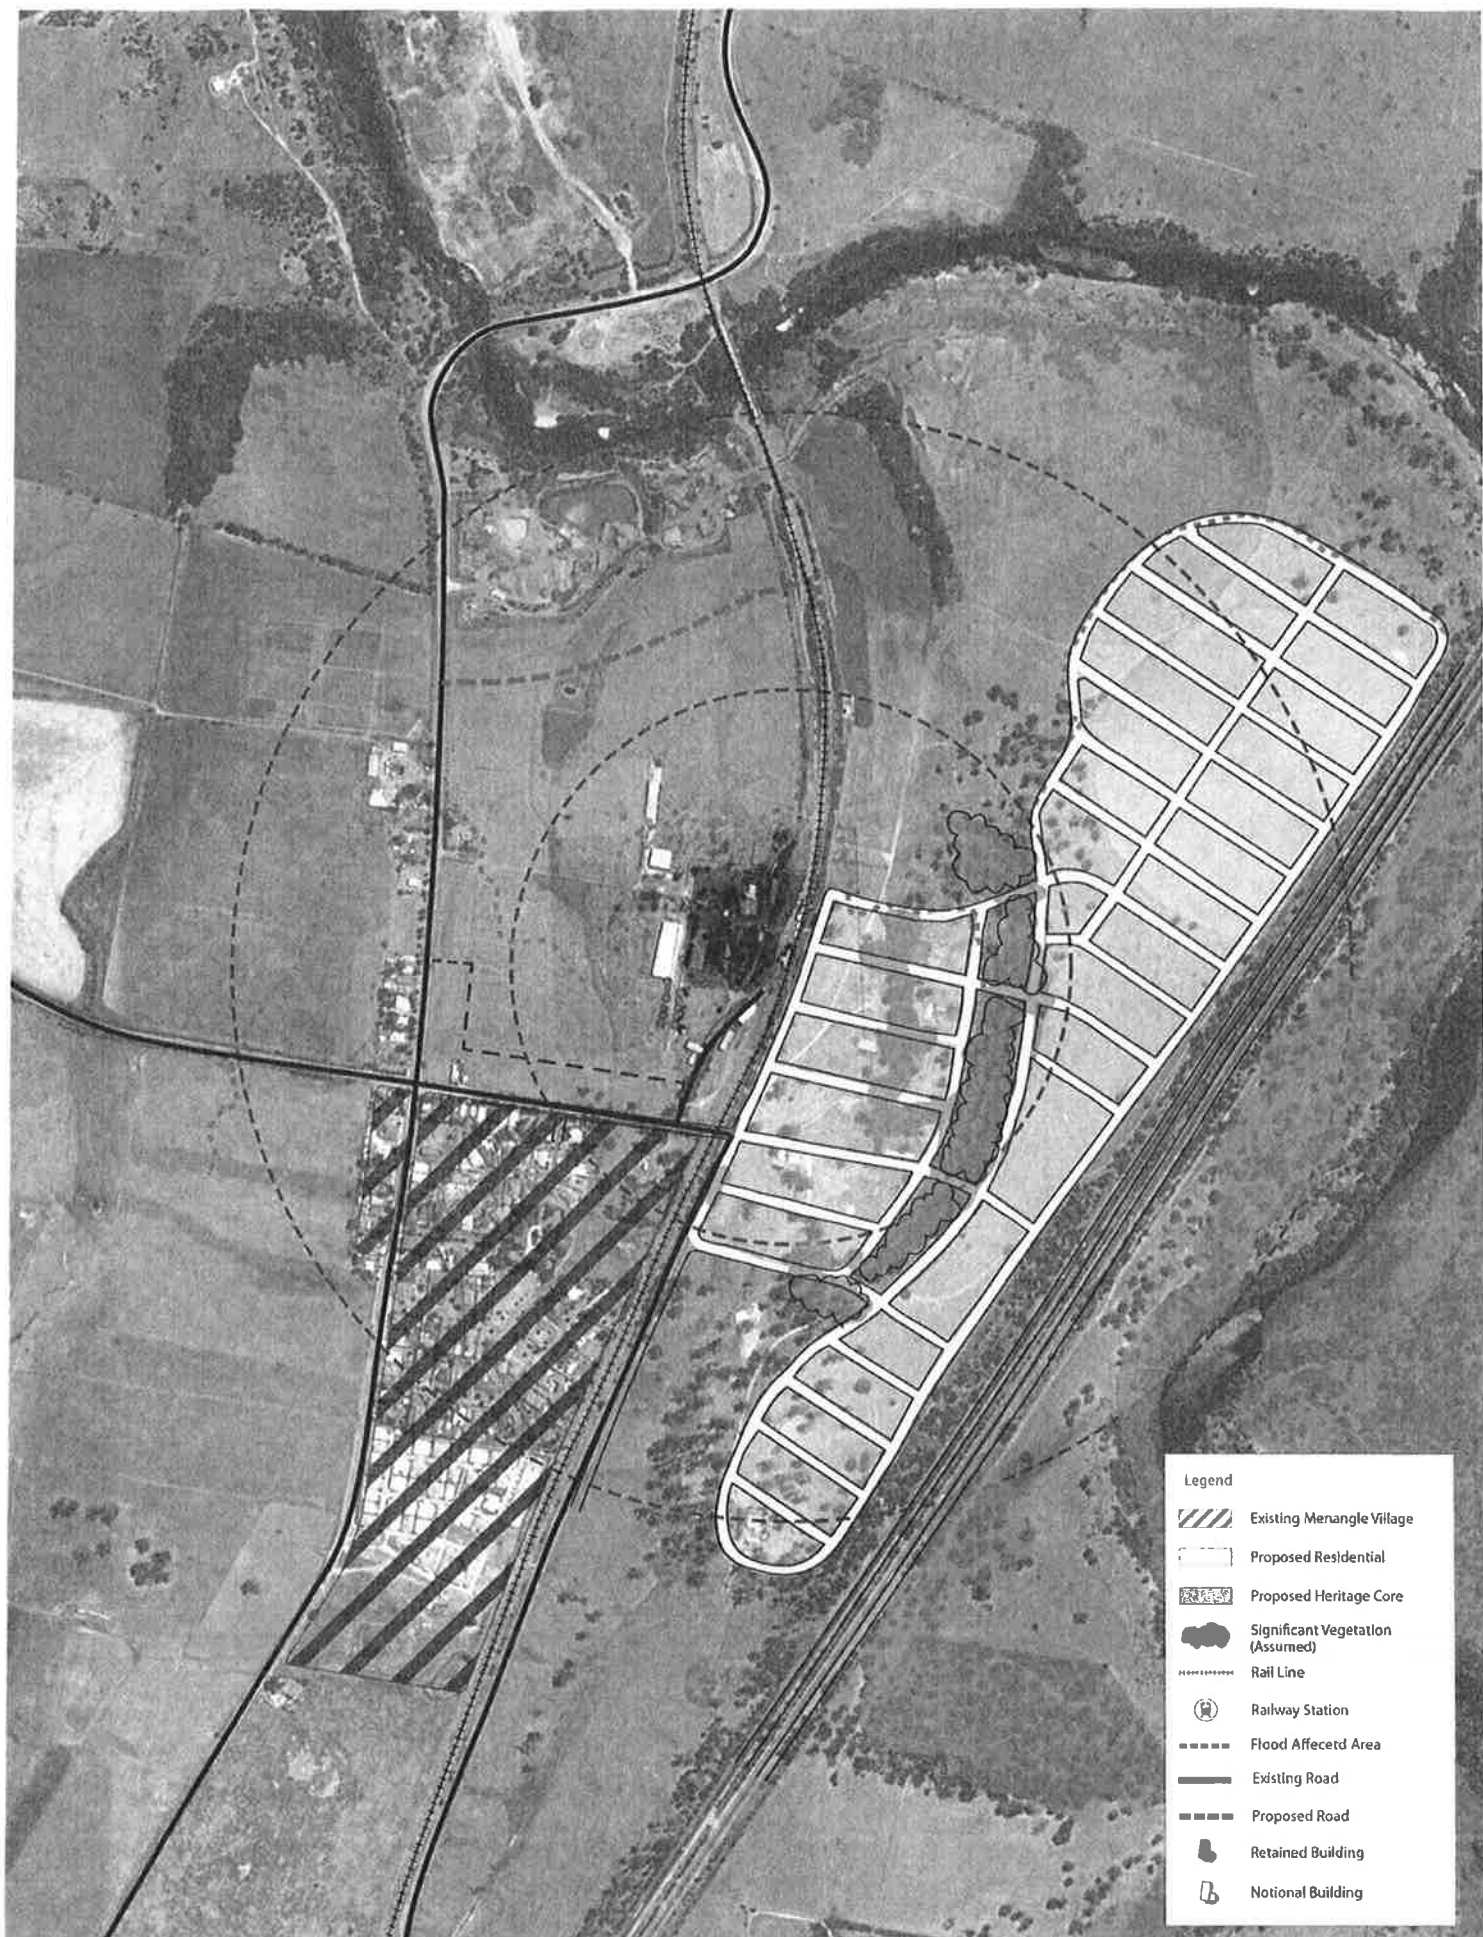 Legend
Existing Menangle Village
Proposed Residential
Proposed Heritage Core
Significant Vegetation
(Assumed)
Rail Line
Railway Station
Flood Affecetd Area
Existing Road
Proposed Road
Retained Building
Notional Building